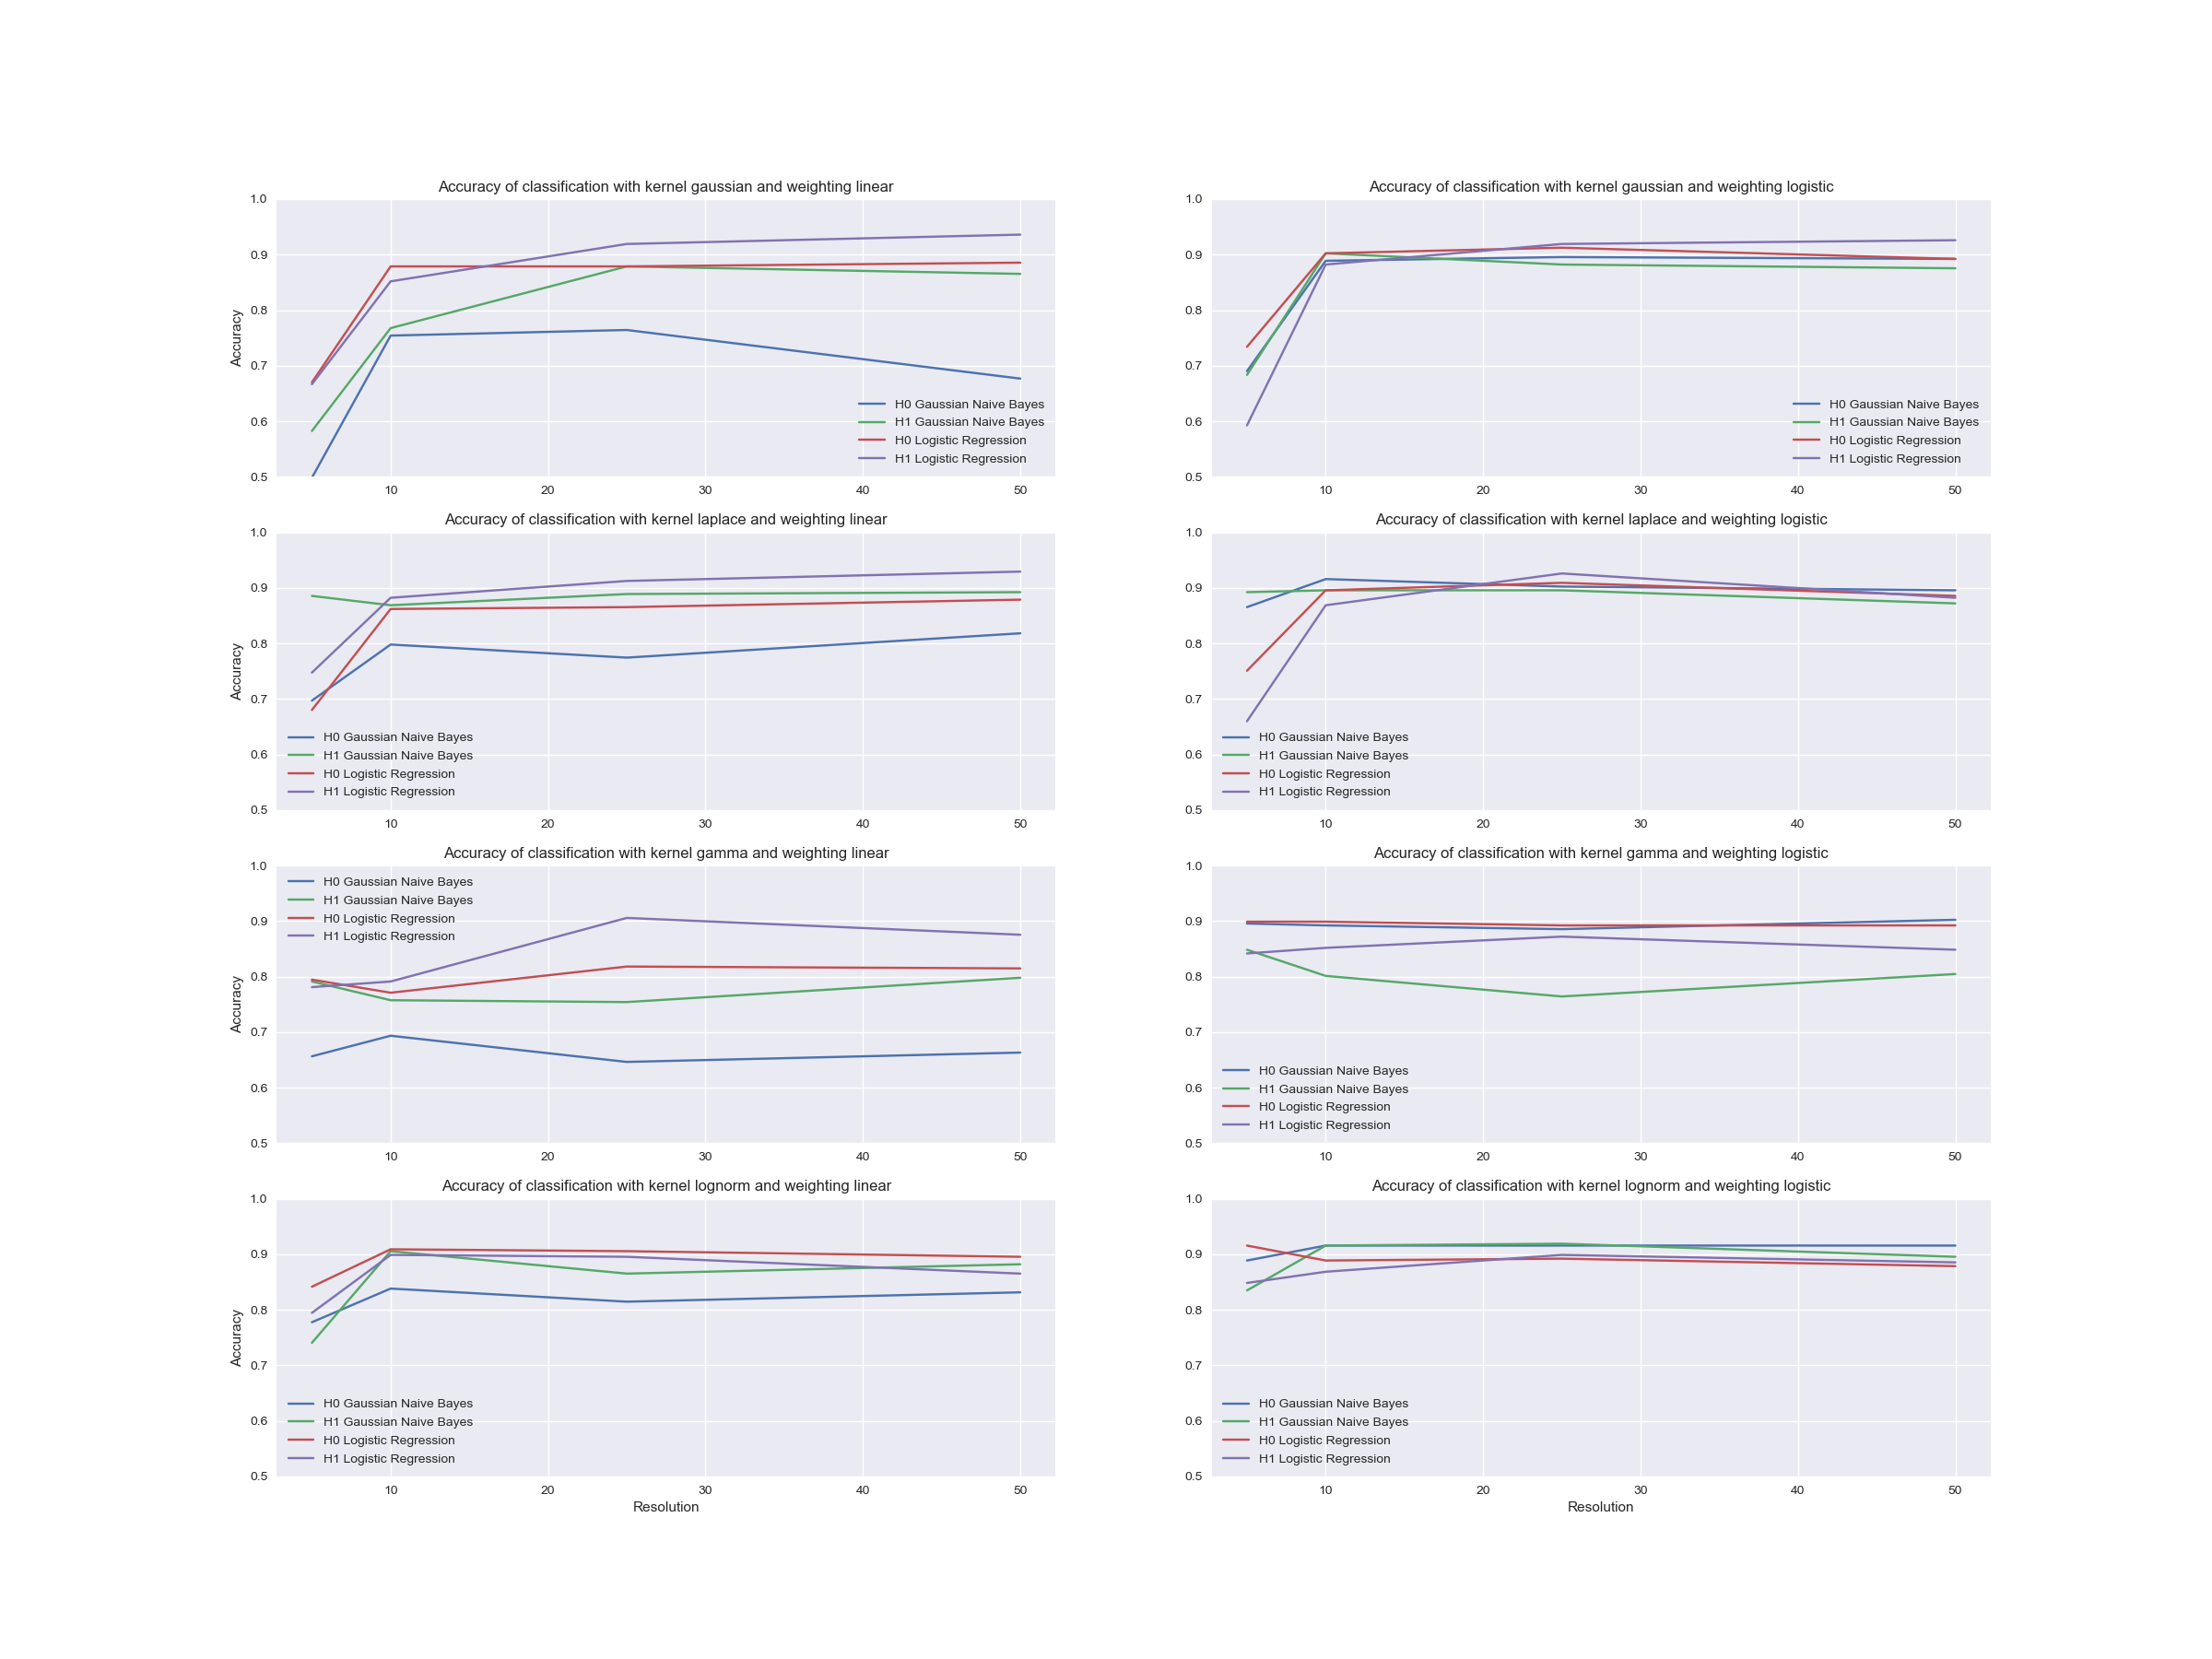 Accuracy of classification with kernel gaussian and weighting linear
1.0
0.9
0.8
0.7
0.6
0.5
Accuracy
H0 Gaussian Naive Bayes
H1 Gaussian Naive Bayes
H0 Logistic Regression
H1 Logistic Regression
10 20 30 40 50
Accuracy of classification with kernel gaussian and weighting logistic
1.0
0.9
0.8
0.7
0.6
0.5
H0 Gaussian Naive Bayes
H1 Gaussian Naive Bayes
H0 Logistic Regression
H1 Logistic Regression
10 20 30 40 50
Accuracy of classification with kernel laplace and weighting linear
1.0
0.9
0.8
0.7
0.6
0.5
Accuracy
H0 Gaussian Naive Bayes
H1 Gaussian Naive Bayes
H0 Logistic Regression
H1 Logistic Regression
10 20 30 40 50
Accuracy of classification with kernel laplace and weighting logistic
1.0
0.9
0.8
0.7
0.6
0.5
H0 Gaussian Naive Bayes
H1 Gaussian Naive Bayes
H0 Logistic Regression
H1 Logistic Regression
10 20 30 40 50
Accuracy of classification with kernel gamma and weighting linear
1.0
0.9
0.8
0.7
0.6
0.5
Accuracy
H0 Gaussian Naive Bayes
H1 Gaussian Naive Bayes
H0 Logistic Regression
H1 Logistic Regression
10 20 30 40 50
Accuracy of classification with kernel gamma and weighting logistic
1.0
0.9
0.8
0.7
0.6
0.5
H0 Gaussian Naive Bayes
H1 Gaussian Naive Bayes
H0 Logistic Regression
H1 Logistic Regression
10 20 30 40 50
Accuracy of classification with kernel lognorm and weighting linear
1.0
0.9
0.8
0.7
0.6
0.5
Accuracy
H0 Gaussian Naive Bayes
H1 Gaussian Naive Bayes
H0 Logistic Regression
H1 Logistic Regression
10 20 30 40 50
Resolution
Accuracy of classification with kernel lognorm and weighting logistic
1.0
0.9
0.8
0.7
0.6
0.5
H0 Gaussian Naive Bayes
H1 Gaussian Naive Bayes
H0 Logistic Regression
H1 Logistic Regression
10 20 30 40 50
Resolution